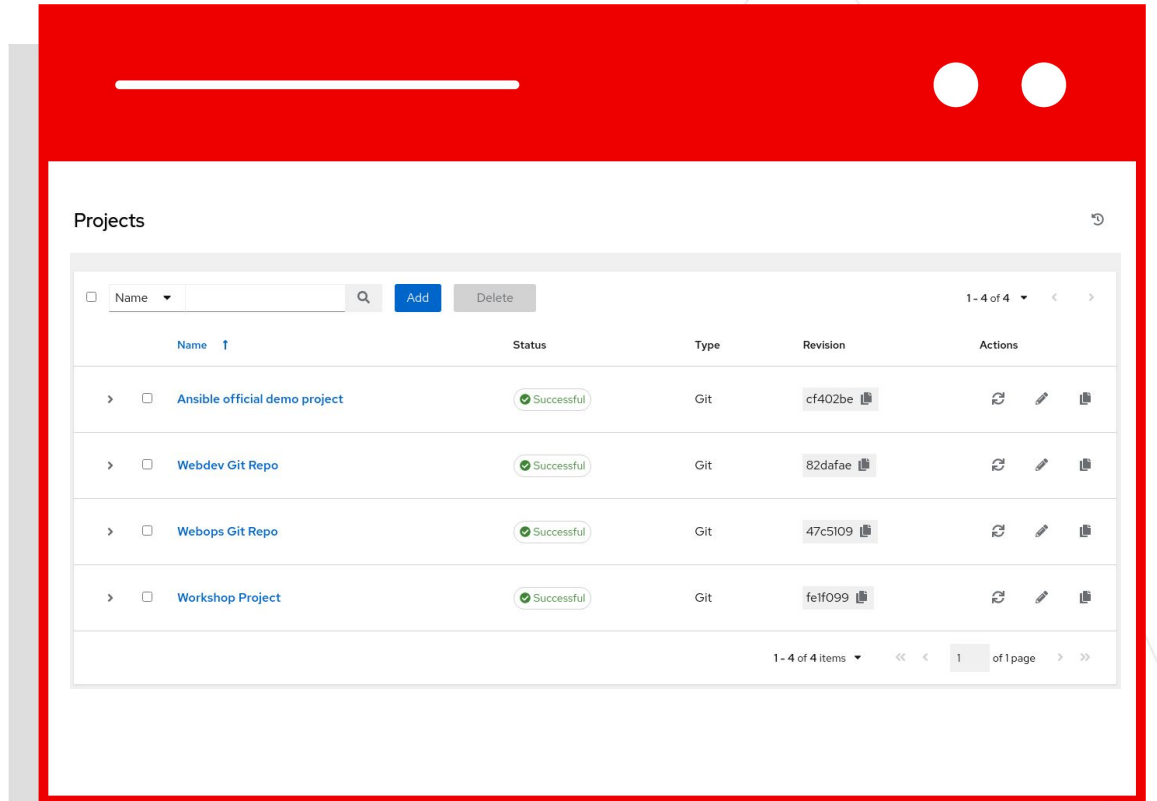 Projects
Name Add Delete 1 - 4 of 4
Name Status Type Revision Actions
Ansible official demo project Successful Git cf402be
Webdev Git Repo Successful Git 82dafae
Webops Git Repo Successful Git 47c5109
Workshop Project Successful Git fe1f099
1 - 4 of 4 items 1 of 1 page